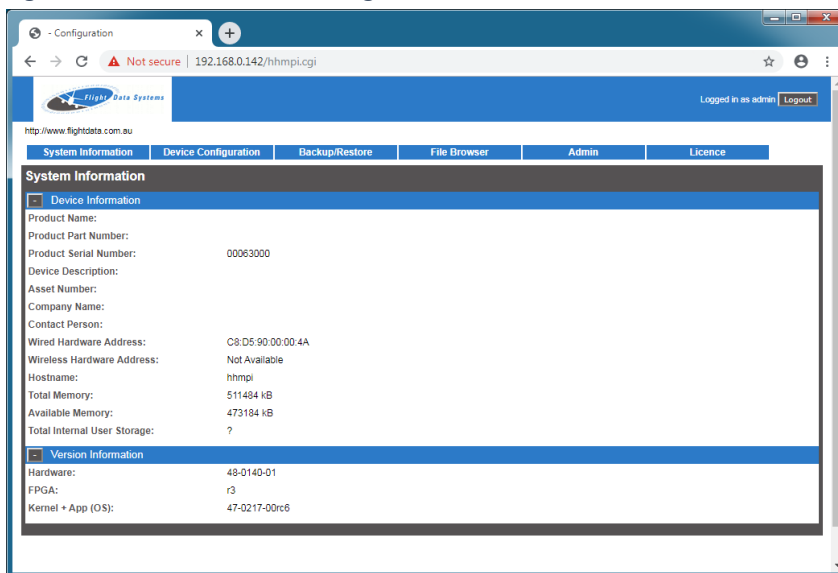 - Configuration
Not secure | 192.168.0.142/hhmpi.cgi
Flight Data Systems
Logged in as admin Logout
http://www.flightdata.com.au
System Information Device Configuration Backup/Restore File Browser Admin Licence
System Information
- Device Information
Product Name:
Product Part Number:
Product Serial Number: 00063000
Device Description:
Asset Number:
Company Name:
Contact Person:
Wired Hardware Address: C8:D5:90:00:00:4A
Wireless Hardware Address: Not Available
Hostname: hhmpi
Total Memory: 511484 kB
Available Memory: 473184 kB
Total Internal User Storage: ?
- Version Information
Hardware: 48-0140-01
FPGA: r3
Kernel + App (OS): 47-0217-00rc6